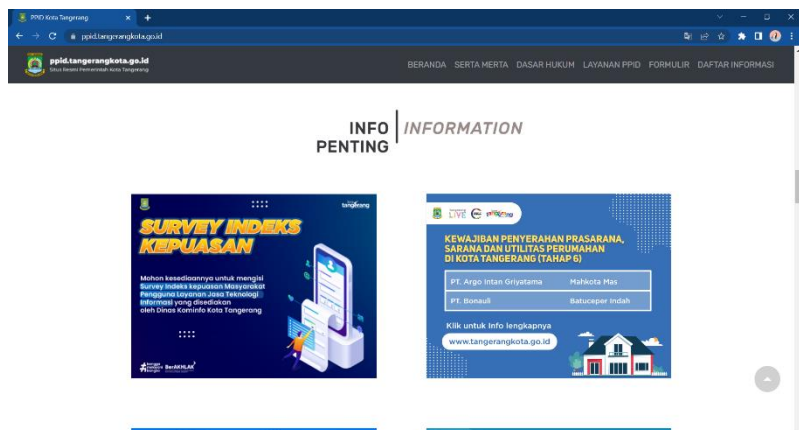 PPID Kota Tangerang
ppid.tangerangkota.go.id
ppid.tangerangkota.go.id
Situs Resmi Pemerintah Kota Tangerang
BERANDA SERTA MERTA DASAR HUKUM LAYANAN PPID FORMULIR DAFTAR INFORMASI
INFO PENTING
INFORMATION
tangerang
SURVEY INDEKS
KEPUASAN
Mohon kesediaannya untuk mengisi
Survey Indeks kepuasan Masyarakat
Pengguna Layanan Jasa Teknologi
Informasi yang disediakan
oleh Dinas Kominfo Kota Tangerang
bangga
melayani
bangsa
BerAKHLAK
LIVE
KEWAJIBAN PENYERAHAN PRASARANA,
SARANA DAN UTILITAS PERUMAHAN
DI KOTA TANGERANG (TAHAP 6)
PT. Argo Intan Griyatama Mahkota Mas
PT. Bonauli Batuceper Indah
Klik untuk Info lengkapnya
www.tangerangkota.go.id